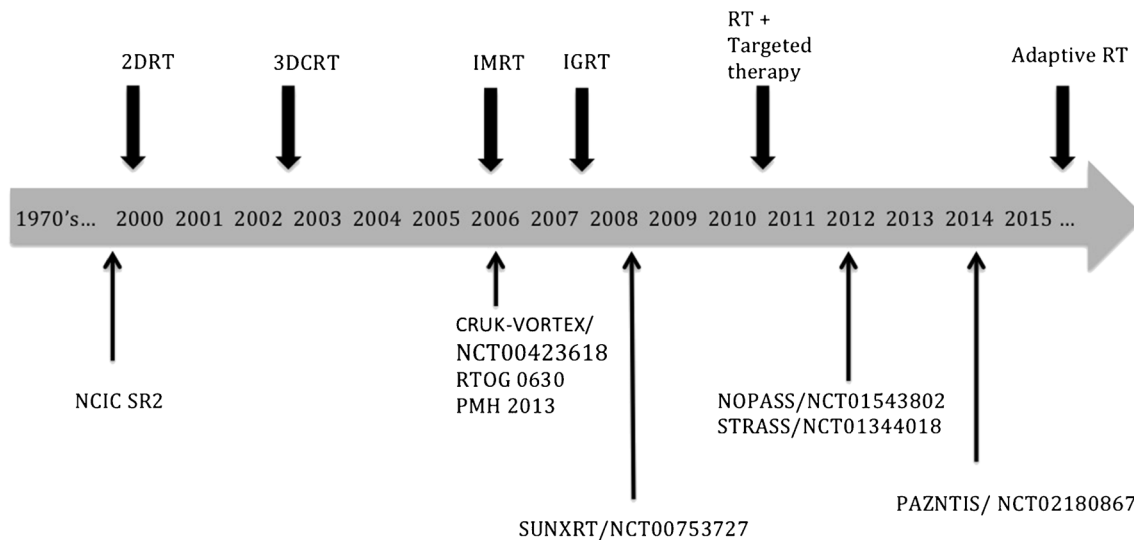 2DRT
3DCRT
IMRT
IGRT
RT +
Targeted
therapy
Adaptive RT
1970's... 2000 2001 2002 2003 2004 2005 2006 2007 2008 2009 2010 2011 2012 2013 2014 2015 ...
NCIC SR2
CRUK-VORTEX/
NCT00423618
RTOG 0630
PMH 2013
SUNXRT/NCT00753727
NOPASS/NCT01543802
STRASS/NCT01344018
PAZNTIS/ NCT02180867